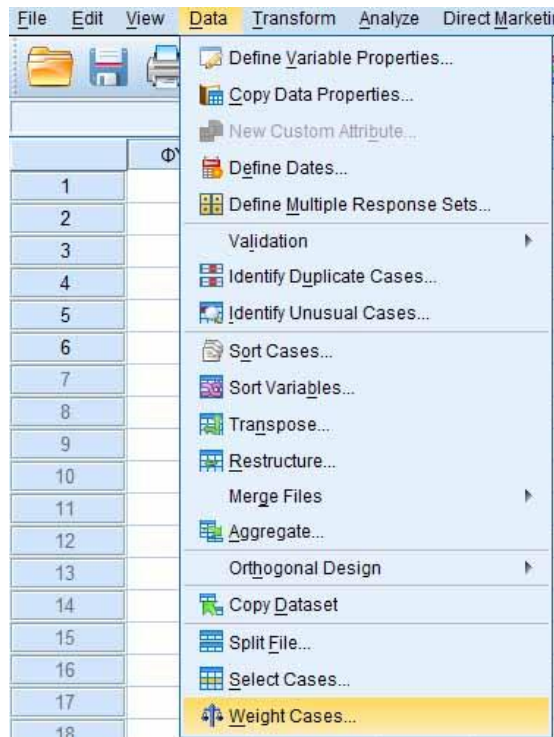 File Edit View Data Transform Analyze Direct Marketi
Define Variable Properties...
Copy Data Properties...
New Custom Attribute...
Define Dates...
Define Multiple Response Sets...
Validation
Identify Duplicate Cases...
Identify Unusual Cases...
Sort Cases...
Sort Variables...
Transpose...
Restructure...
Merge Files
Aggregate...
Orthogonal Design
Copy Dataset
Split File...
Select Cases...
Weight Cases...
1
2
3
4
5
6
7
8
9
10
11
12
13
14
15
16
17
18